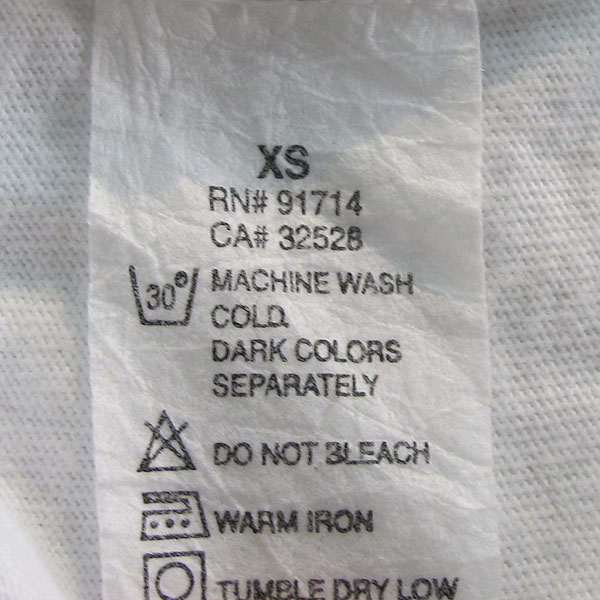 XS
RN# 91714
CA# 32528
30° MACHINE WASH
COLD.
DARK COLORS
SEPARATELY
DO NOT BLEACH
WARM IRON
TUMBLE DRY LOW